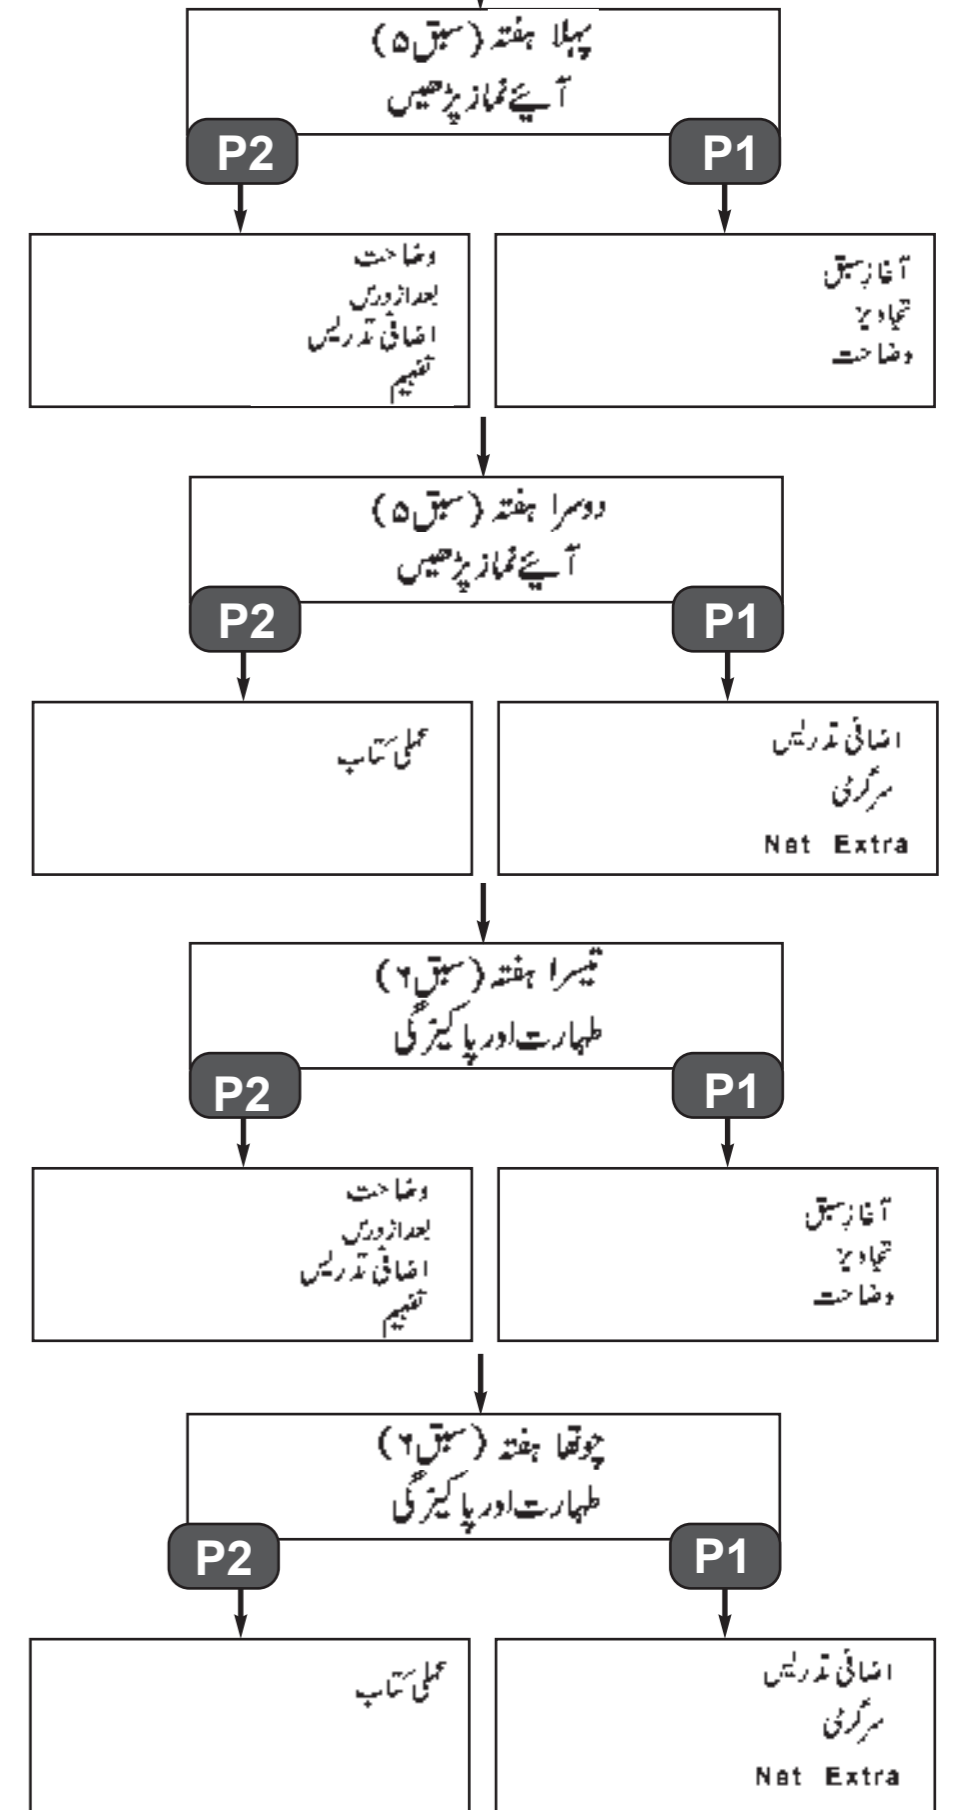 پہلا ہفتہ (سبق ۵)
آیئے نماز پڑھیں
P1
P2
آغازِ سبق
تجاویز
وضاحت
وضاحت
بعد از درس
اضافی تدریس
تفہیم
دوسرا ہفتہ (سبق ۵)
آیئے نماز پڑھیں
P1
P2
اضافی تدریس
سرگرمی
Net Extra
عملی کتاب
تیسرا ہفتہ (سبق ۶)
طہارت اور پاکیزگی
P1
P2
آغازِ سبق
تجاویز
وضاحت
وضاحت
بعد از درس
اضافی تدریس
تفہیم
چوتھا ہفتہ (سبق ۶)
طہارت اور پاکیزگی
P1
P2
اضافی تدریس
سرگرمی
Net Extra
عملی کتاب